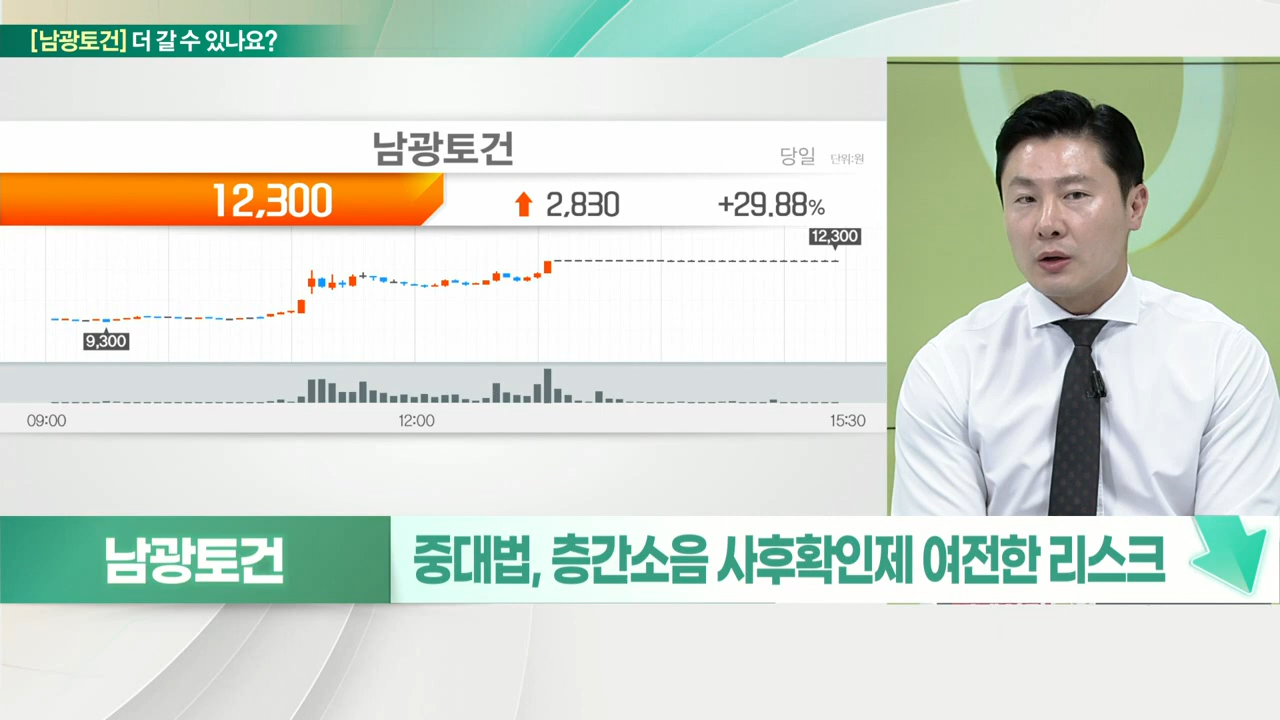 [남광토건] 더 갈 수 있나요?
남광토건
당일 단위:원
12,300 2,830 +29.88%
12,300
9,300
09:00 12:00 15:30
남광토건 중대법, 층간소음 사후확인제 여전한 리스크